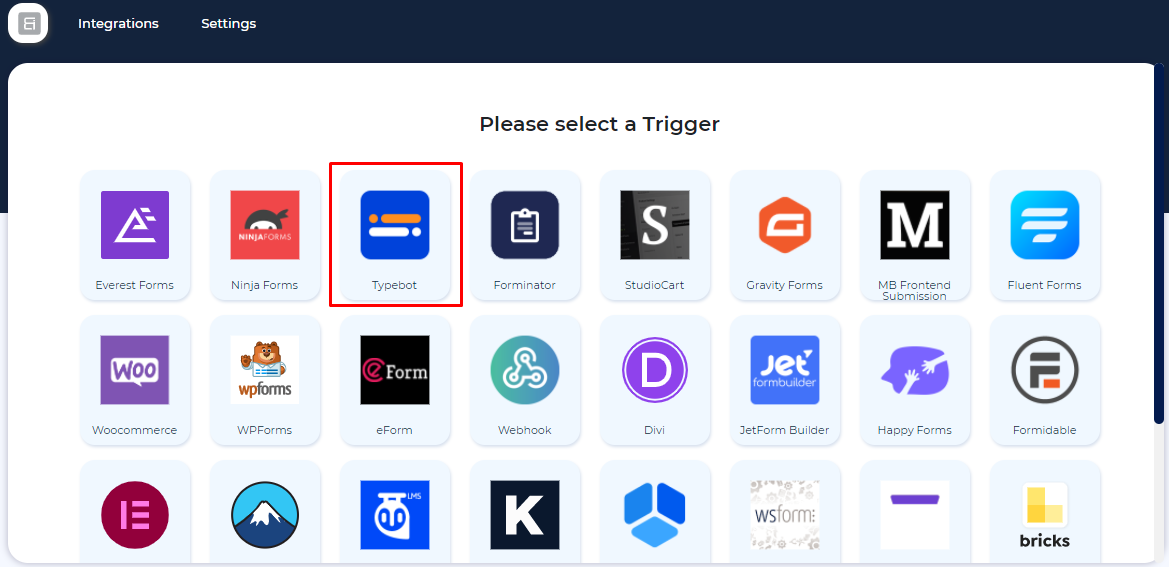 Integrations Settings
Please select a Trigger
NINJAFORMS
S
G
M
Everest Forms
Ninja Forms
Typebot
Forminator
StudioCart
Gravity Forms
MB Frontend
Submission
Fluent Forms
WOO
wpforms
eForm
D
Jet
formbuilder
F
Woocommerce
WPForms
eForm
Webhook
Divi
JetForm Builder
Happy Forms
Formidable
LMS
K
wsform
bricks